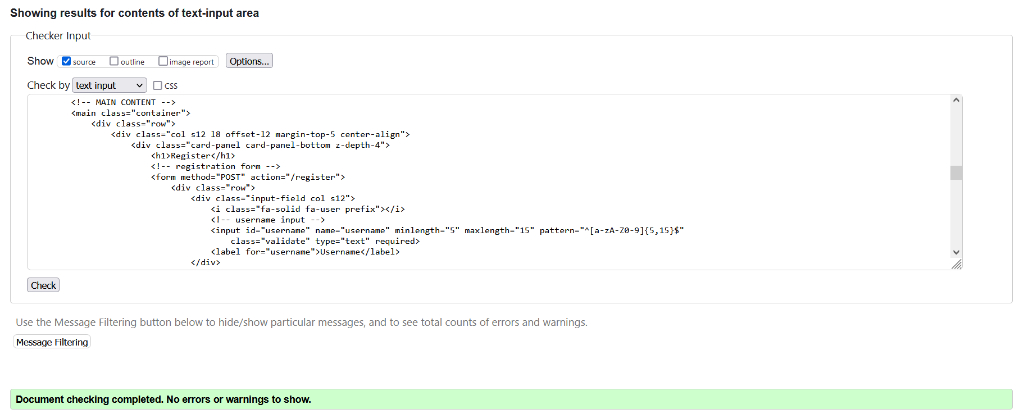 Showing results for contents of text-input area
Checker Input
Show source outline image report Options...
Check by text input css
<!-- MAIN CONTENT -->
<main class="container">
<div class="row">
<div class="col s12 l8 offset-l2 margin-top-5 center-align">
<div class="card-panel card-panel-bottom z-depth-4">
<h1>Register</h1>
<!-- registration form -->
<form method="POST" action="/register">
<div class="row">
<div class="input-field col s12">
<i class="fa-solid fa-user prefix"></i>
<!-- username input -->
<input id="username" name="username" minlength="5" maxlength="15" pattern="^[a-zA-Z0-9]{5,15}$"
class="validate" type="text" required>
<label for="username">Username</label>
</div>
Check
Use the Message Filtering button below to hide/show particular messages, and to see total counts of errors and warnings.
Message Filtering
Document checking completed. No errors or warnings to show.